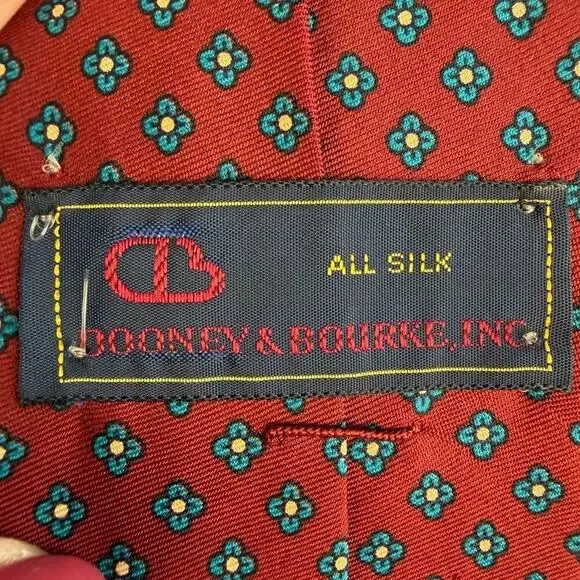 ALL SILK
DOONEY & BOURKE, INC.